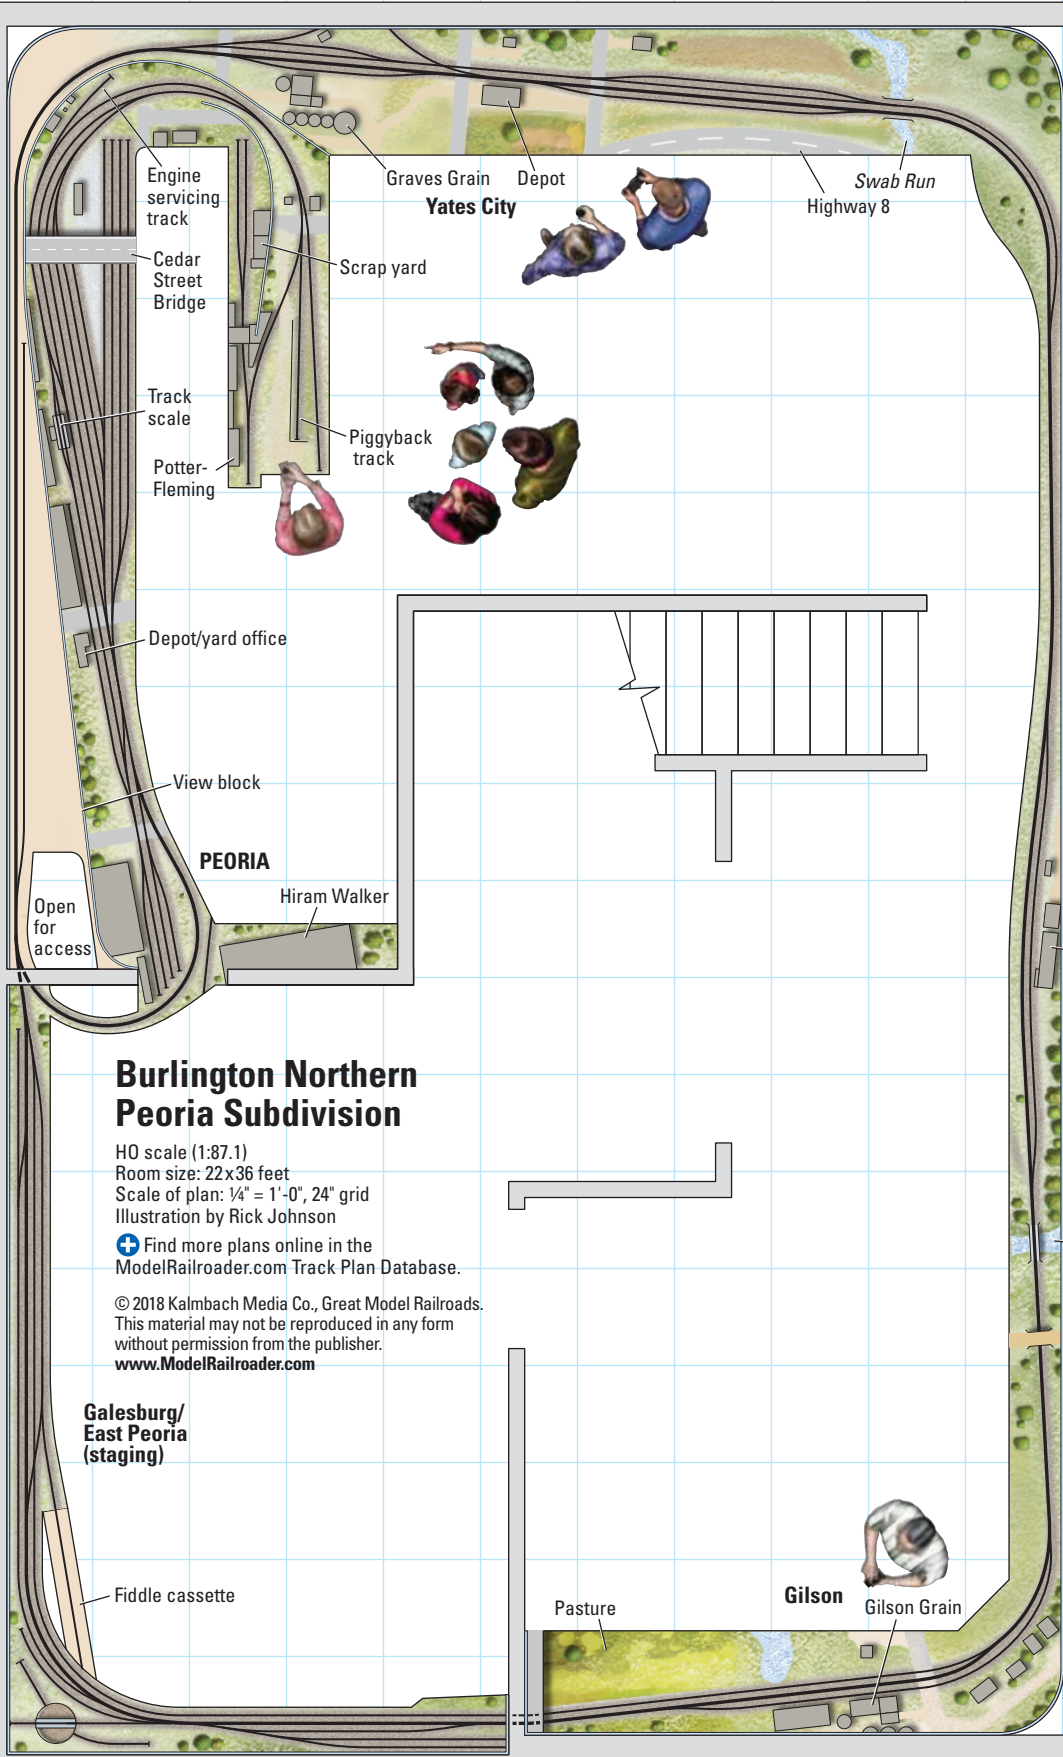 Engine
servicing
track
Graves Grain
Depot
Yates City
Swab Run
Highway 8
Cedar
Street
Bridge
Scrap yard
Track
scale
Piggyback
track
Potter-
Fleming
Depot/yard office
View block
PEORIA
Hiram Walker
Open
for
access
Burlington Northern
Peoria Subdivision
HO scale (1:87.1)
Room size: 22x36 feet
Scale of plan: ¼" = 1'-0", 24" grid
Illustration by Rick Johnson
Find more plans online in the
ModelRailroader.com Track Plan Database.
© 2018 Kalmbach Media Co., Great Model Railroads.
This material may not be reproduced in any form
without permission from the publisher.
www.ModelRailroader.com
Galesburg/
East Peoria
(staging)
Fiddle cassette
Pasture
Gilson
Gilson Grain